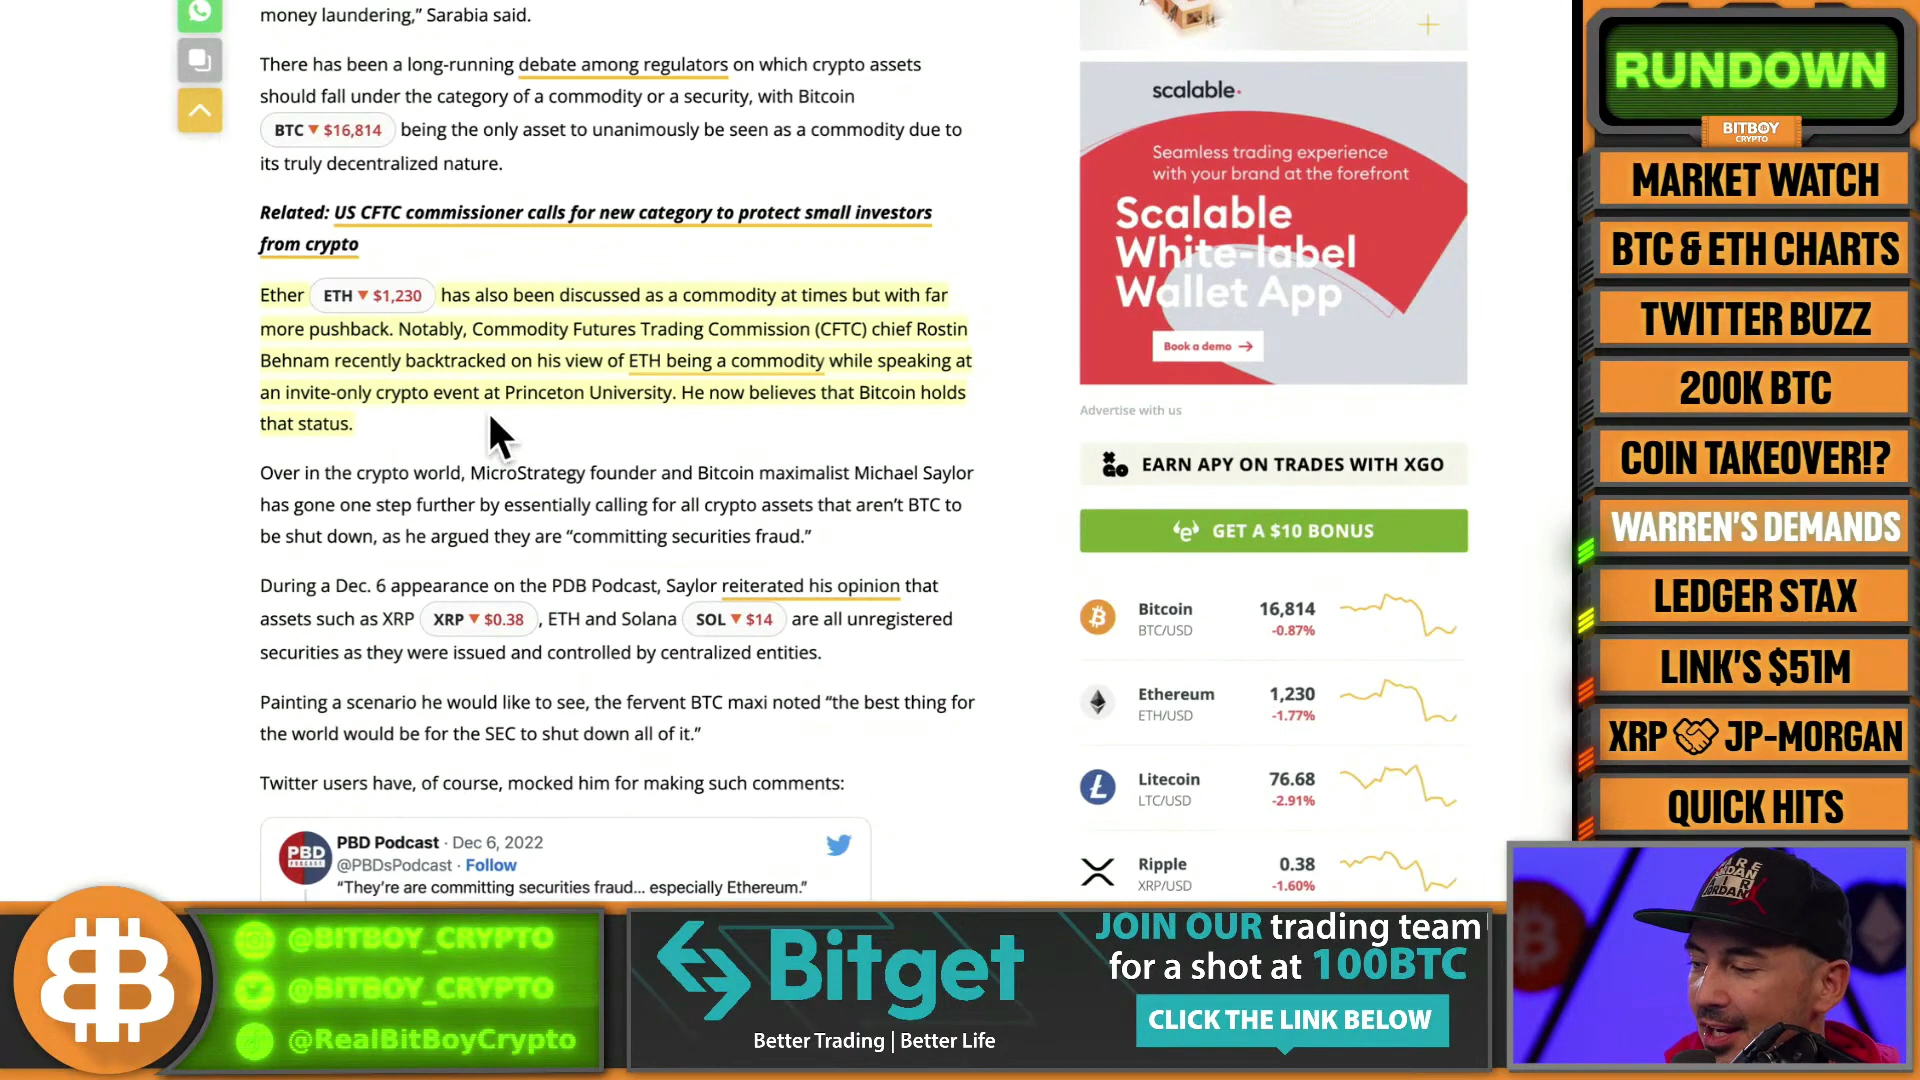 money laundering,” Sarabia said.
There has been a long-running debate among regulators on which crypto assets
should fall under the category of a commodity or a security, with Bitcoin
BTC ▼ $16,814 being the only asset to unanimously be seen as a commodity due to
its truly decentralized nature.
Related: US CFTC commissioner calls for new category to protect small investors
from crypto
Ether ETH ▼ $1,230 has also been discussed as a commodity at times but with far
more pushback. Notably, Commodity Futures Trading Commission (CFTC) chief Rostin
Behnam recently backtracked on his view of ETH being a commodity while speaking at
an invite-only crypto event at Princeton University. He now believes that Bitcoin holds
that status.
Over in the crypto world, MicroStrategy founder and Bitcoin maximalist Michael Saylor
has gone one step further by essentially calling for all crypto assets that aren’t BTC to
be shut down, as he argued they are “committing securities fraud.”
During a Dec. 6 appearance on the PDB Podcast, Saylor reiterated his opinion that
assets such as XRP XRP ▼ $0.38 , ETH and Solana SOL ▼ $14 are all unregistered
securities as they were issued and controlled by centralized entities.
Painting a scenario he would like to see, the fervent BTC maxi noted “the best thing for
the world would be for the SEC to shut down all of it.”
Twitter users have, of course, mocked him for making such comments:
PBD
PODCAST
PBD Podcast · Dec 6, 2022
@PBDsPodcast · Follow
“They’re are committing securities fraud... especially Ethereum.”
scalable.
Seamless trading experience
with your brand at the forefront
Scalable
White-label
Wallet App
Book a demo →
Advertise with us
XGO
EARN APY ON TRADES WITH XGO
GET A $10 BONUS
Bitcoin 16,814
BTC/USD -0.87%
Ethereum 1,230
ETH/USD -1.77%
Litecoin 76.68
LTC/USD -2.91%
Ripple 0.38
XRP/USD -1.60%
RUNDOWN
BITBOY
CRYPTO
MARKET WATCH
BTC & ETH CHARTS
TWITTER BUZZ
200K BTC
COIN TAKEOVER!?
WARREN'S DEMANDS
LEDGER STAX
LINK'S $51M
XRP JP-MORGAN
QUICK HITS
@BITBOY_CRYPTO
@BITBOY_CRYPTO
@RealBitBoyCrypto
Bitget
Better Trading | Better Life
JOIN OUR trading team
for a shot at 100BTC
CLICK THE LINK BELOW
JORDAN
AIR
JORDAN